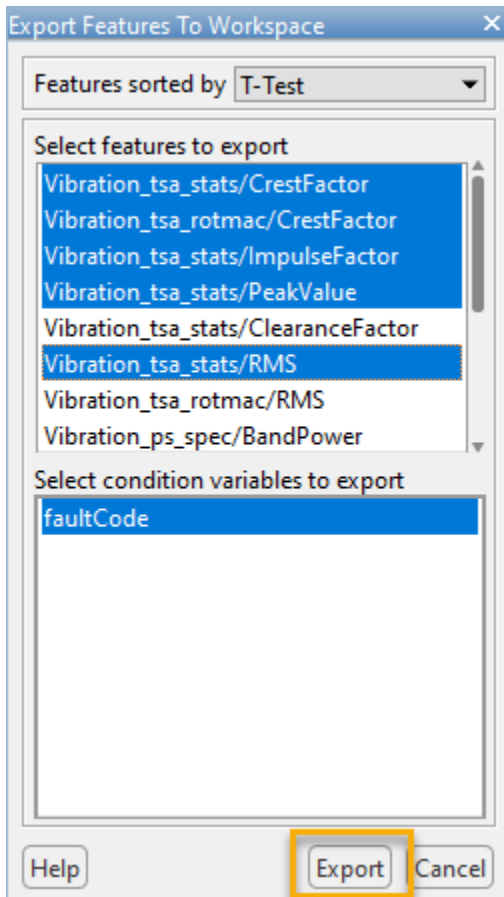 Export Features To Workspace
Features sorted by T-Test
Select features to export
Vibration_tsa_stats/CrestFactor
Vibration_tsa_rotmac/CrestFactor
Vibration_tsa_stats/ImpulseFactor
Vibration_tsa_stats/PeakValue
Vibration_tsa_stats/ClearanceFactor
Vibration_tsa_stats/RMS
Vibration_tsa_rotmac/RMS
Vibration_ps_spec/BandPower
Select condition variables to export
faultCode
Help Export Cancel